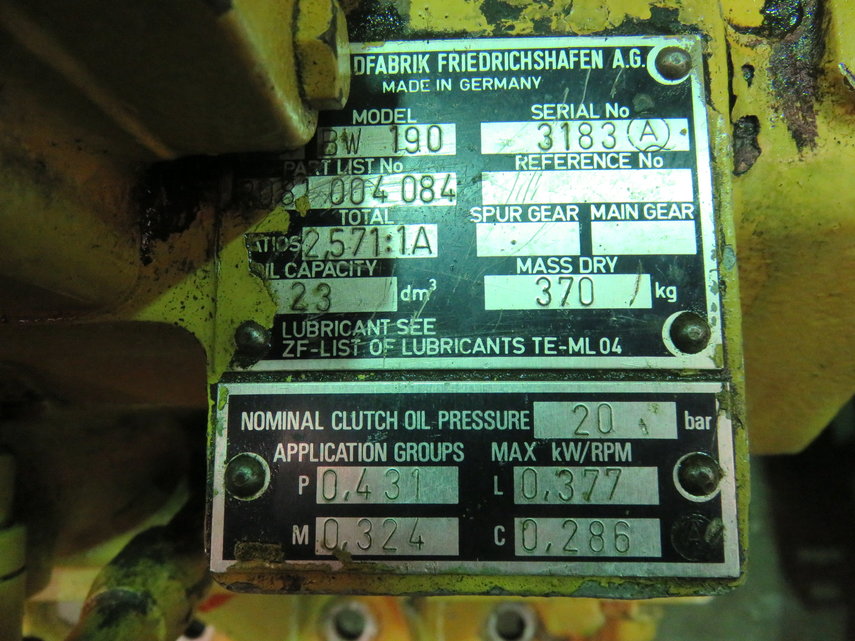 DFABRIK FRIEDRICHSHAFEN A.G.
MADE IN GERMANY
MODEL SERIAL No
BW 190 3183 A
PART LIST No REFERENCE No
3081 004 084
TOTAL SPUR GEAR MAIN GEAR
ATIOS 2,571:1A
OIL CAPACITY MASS DRY
23 dm³ 370 kg
LUBRICANT SEE
ZF-LIST OF LUBRICANTS TE-ML 04
NOMINAL CLUTCH OIL PRESSURE 20 bar
APPLICATION GROUPS MAX kW/RPM
P 0,431 L 0,377
M 0,324 C 0,286 A